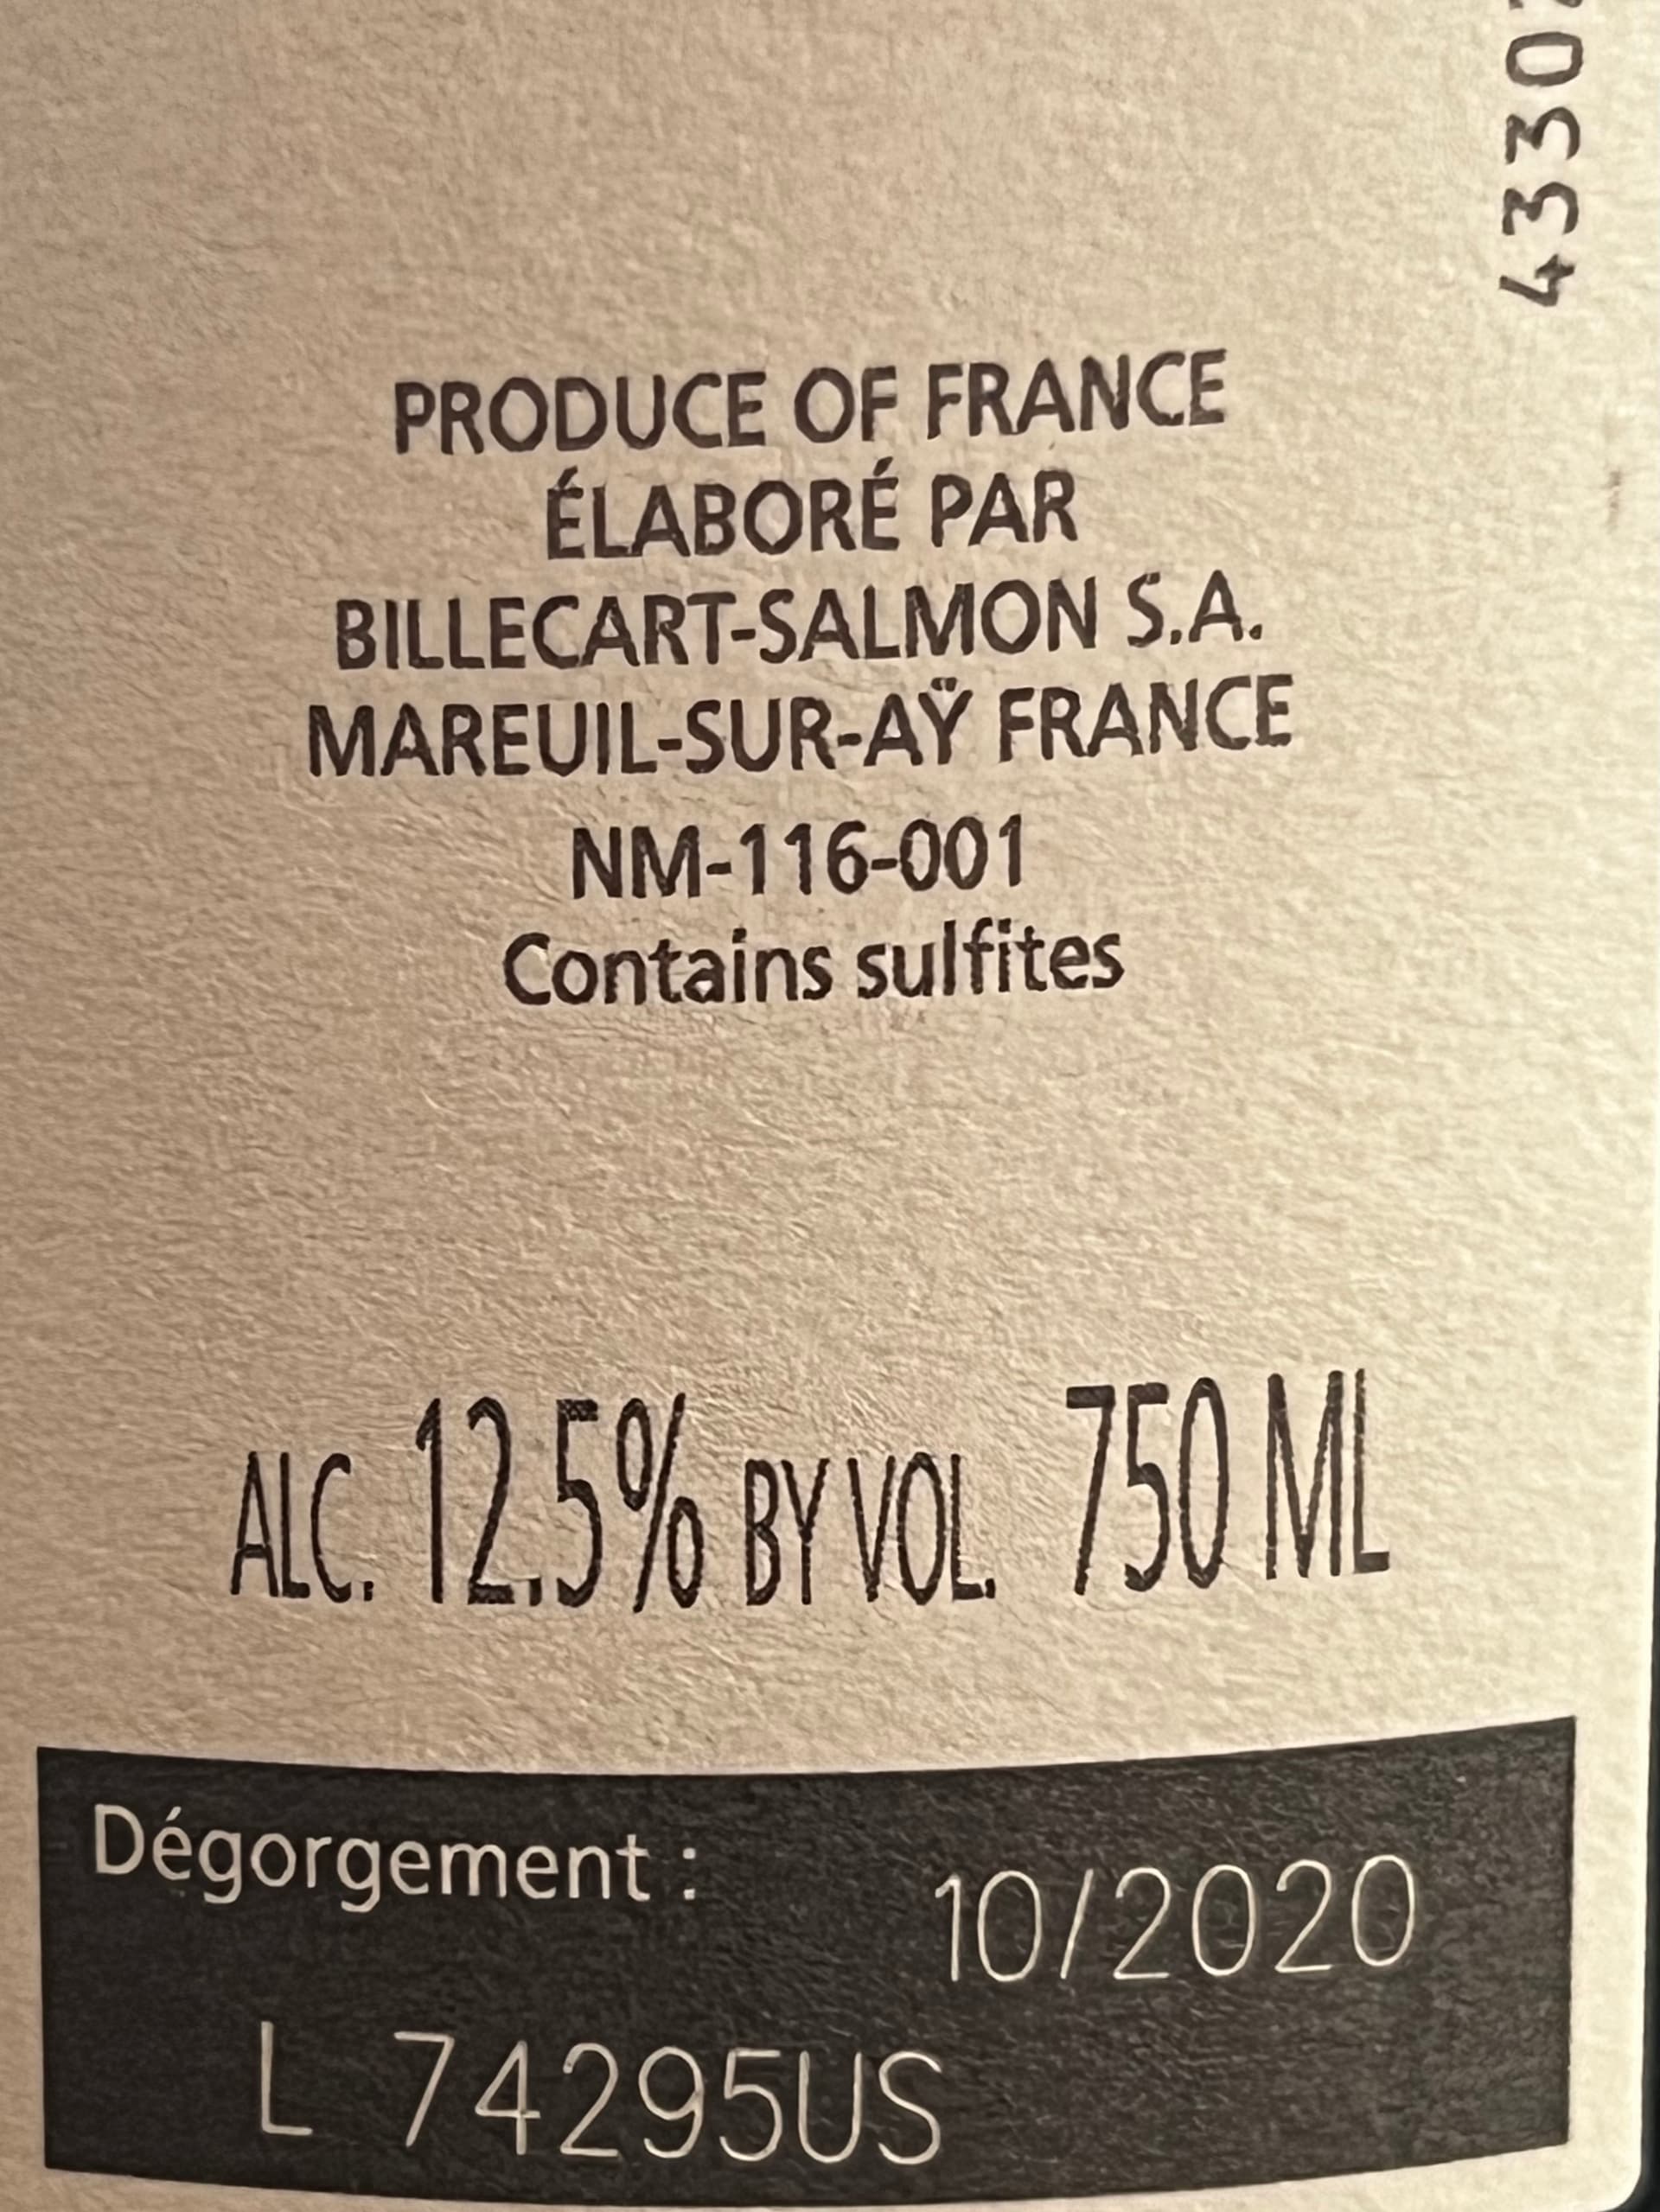 PRODUCE OF FRANCE
ÉLABORÉ PAR
BILLECART-SALMON S.A.
MAREUIL-SUR-AŸ FRANCE
NM-116-001
Contains sulfites
ALC. 12.5% BY VOL. 750 ML
Dégorgement : 10/2020
L 74295US